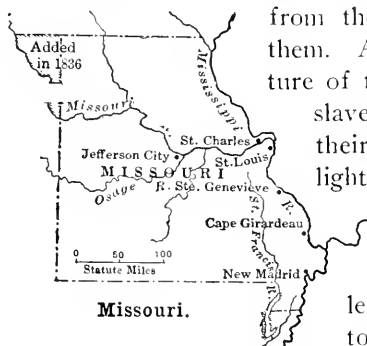 Added
in 1836
Missouri R.
Mississippi R.
St. Charles
Jefferson City
St. Louis
MISSOURI
Osage R.
Ste. Genevieve
St. Francis R.
Cape Girardeau
0 50 100
Statute Miles
New Madrid
Missouri.
from the
them. A
ture of t
slave
their
light
le
to